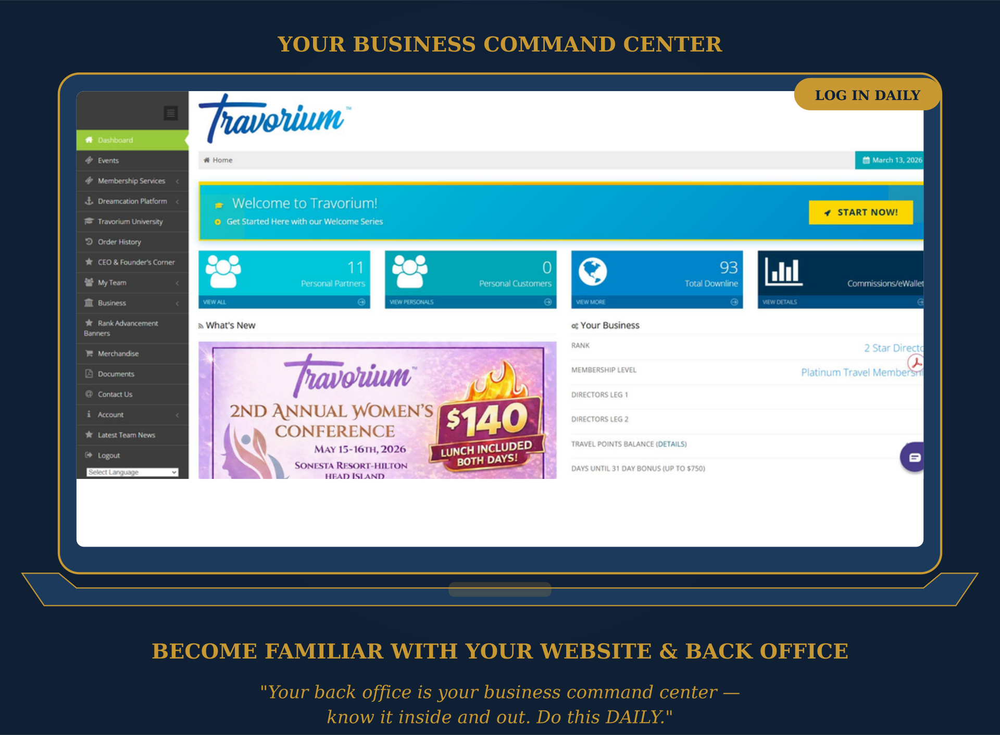 YOUR BUSINESS COMMAND CENTER
LOG IN DAILY
Travorium™
Dashboard
Events
Membership Services
Dreamcation Platform
Travorium University
Order History
CEO & Founder's Corner
My Team
Business
Rank Advancement
Banners
Merchandise
Documents
Contact Us
Account
Latest Team News
Logout
Select Language
Home
March 13, 2026
Welcome to Travorium!
Get Started Here with our Welcome Series
START NOW!
11
Personal Partners
VIEW ALL
0
Personal Customers
VIEW PERSONALS
93
Total Downline
VIEW MORE
Commissions/eWallet
VIEW DETAILS
What's New
Travorium™
2ND ANNUAL WOMEN'S
CONFERENCE
MAY 15-16TH, 2026
SONESTA RESORT-HILTON
HEAD ISLAND
$140
LUNCH INCLUDED
BOTH DAYS!
Your Business
RANK
2 Star Directo
MEMBERSHIP LEVEL
Platinum Travel Membershi
DIRECTORS LEG 1
DIRECTORS LEG 2
TRAVEL POINTS BALANCE (DETAILS)
DAYS UNTIL 31 DAY BONUS (UP TO $750)
BECOME FAMILIAR WITH YOUR WEBSITE & BACK OFFICE
"Your back office is your business command center —
know it inside and out. Do this DAILY."